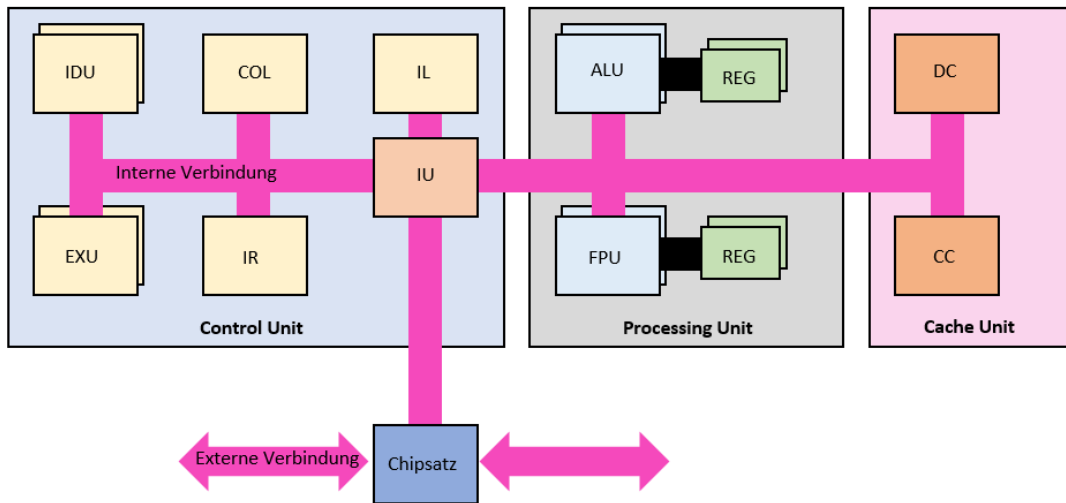 IDU
COL
IL
ALU
REG
DC
Interne Verbindung
IU
EXU
IR
FPU
REG
CC
Control Unit
Processing Unit
Cache Unit
Externe Verbindung
Chipsatz